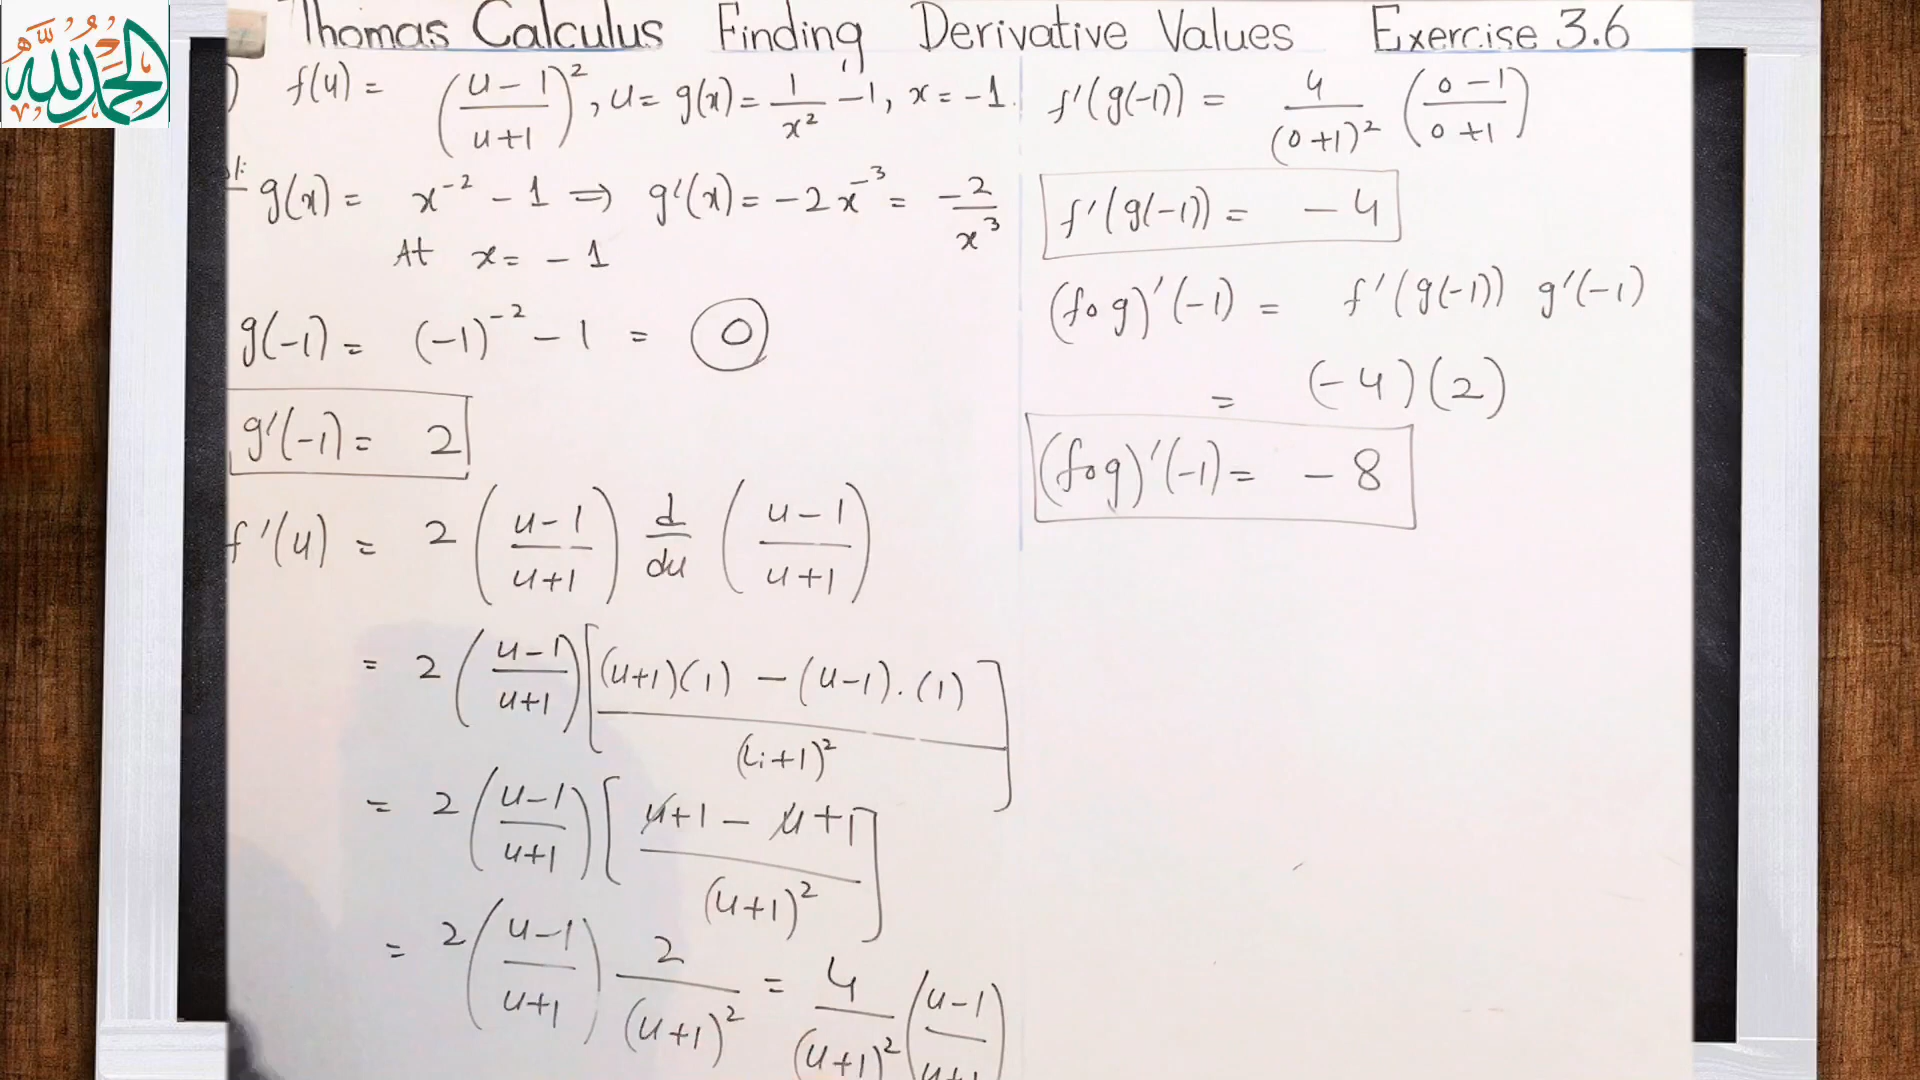 الحمد لله
Thomas Calculus Finding Derivative Values Exercise 3.6
) f(u) = ((u-1)/(u+1))², u = g(x) = 1/x² - 1, x = -1.
g(x) = x⁻² - 1 ⇒ g'(x) = -2x⁻³ = -2/x³
At x = -1
g(-1) = (-1)⁻² - 1 = 0
g'(-1) = 2
f'(u) = 2 ((u-1)/(u+1)) d/du ((u-1)/(u+1))
= 2 ((u-1)/(u+1)) [((u+1)(1) - (u-1).(1))/(u+1)²]
= 2 ((u-1)/(u+1)) [(u+1-u+1)/(u+1)²]
= 2 ((u-1)/(u+1)) 2/(u+1)² = 4/(u+1)² ((u-1)/(u+1))
f'(g(-1)) = 4/(0+1)² ((0-1)/(0+1))
f'(g(-1)) = -4
(fog)'(-1) = f'(g(-1)) g'(-1)
= (-4)(2)
(fog)'(-1) = -8